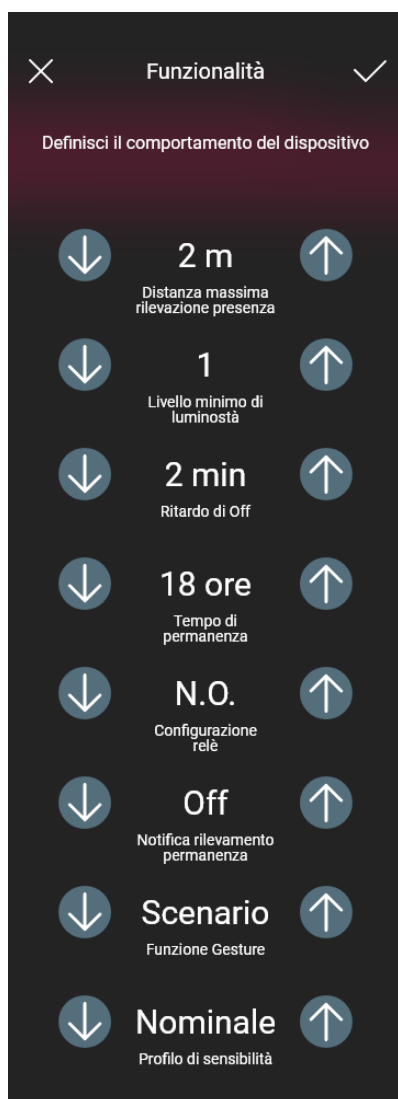 Funzionalità
Definisci il comportamento del dispositivo
2 m
Distanza massima
rilevazione presenza
1
Livello minimo di
luminostà
2 min
Ritardo di Off
18 ore
Tempo di
permanenza
N.O.
Configurazione
relè
Off
Notifica rilevamento
permanenza
Scenario
Funzione Gesture
Nominale
Profilo di sensibilità